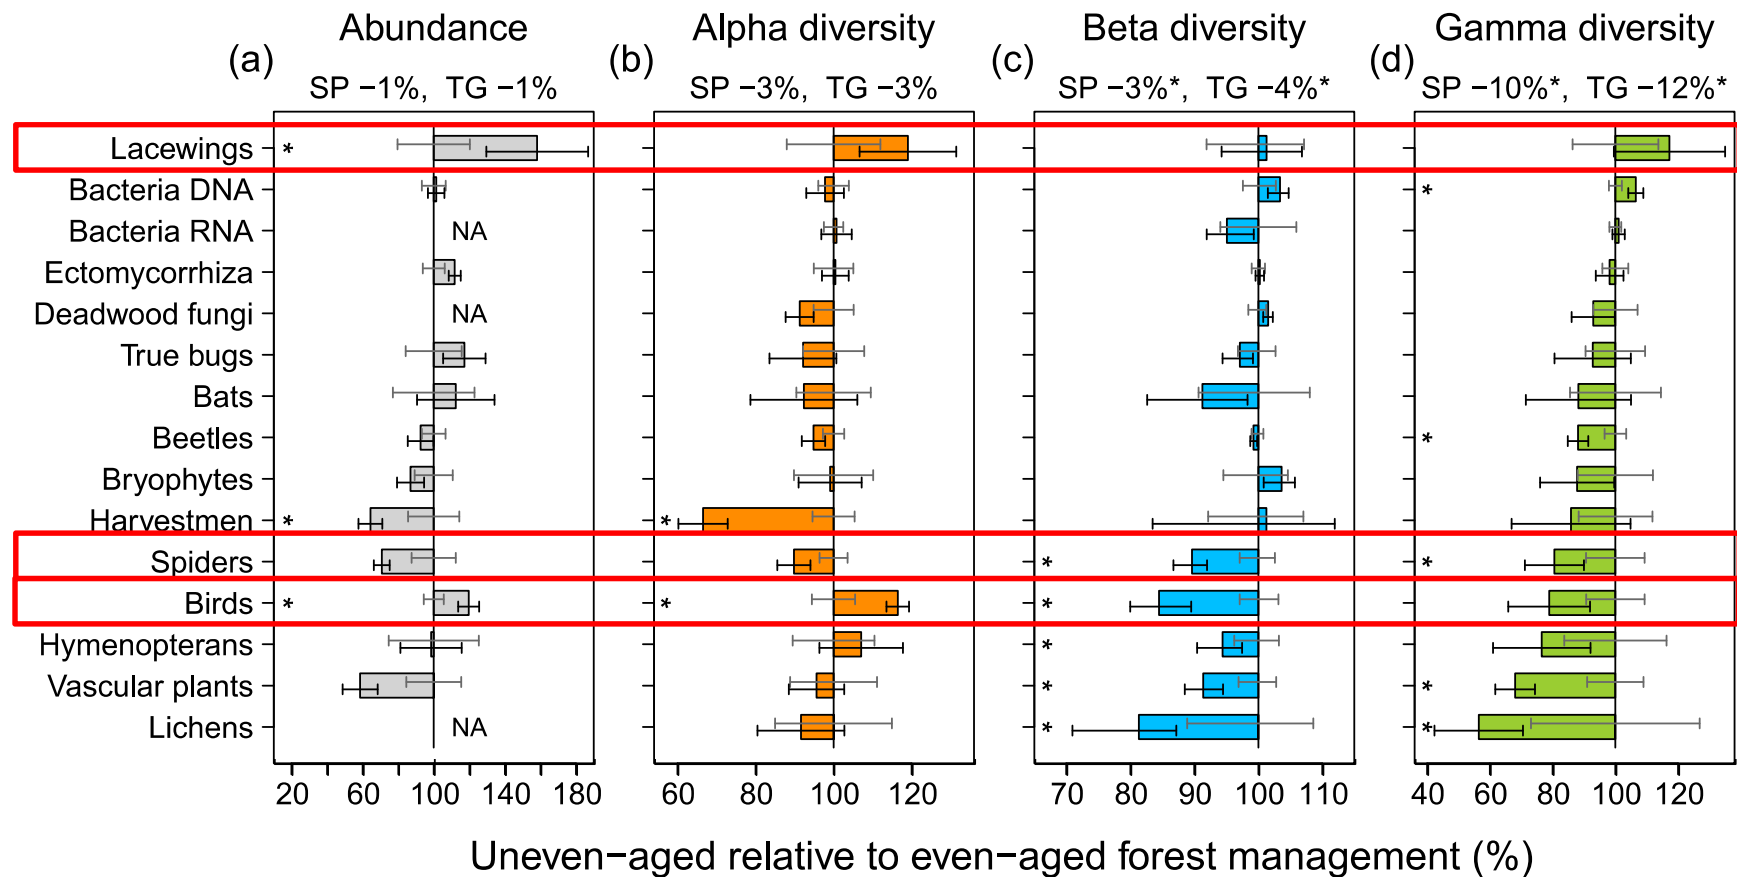 Abundance Alpha diversity Beta diversity Gamma diversity
(a) (b) (c) (d)
SP −1%, TG −1% SP −3%, TG −3% SP −3%*, TG −4%* SP −10%*, TG −12%*
Lacewings *
Bacteria DNA *
Bacteria RNA NA
Ectomycorrhiza
Deadwood fungi NA
True bugs
Bats
Beetles *
Bryophytes
Harvestmen * *
Spiders * *
Birds * * *
Hymenopterans *
Vascular plants * *
Lichens NA * *
20 60 100 140 180 60 80 100 120 70 80 90 100 110 40 60 80 100 120
Uneven−aged relative to even−aged forest management (%)